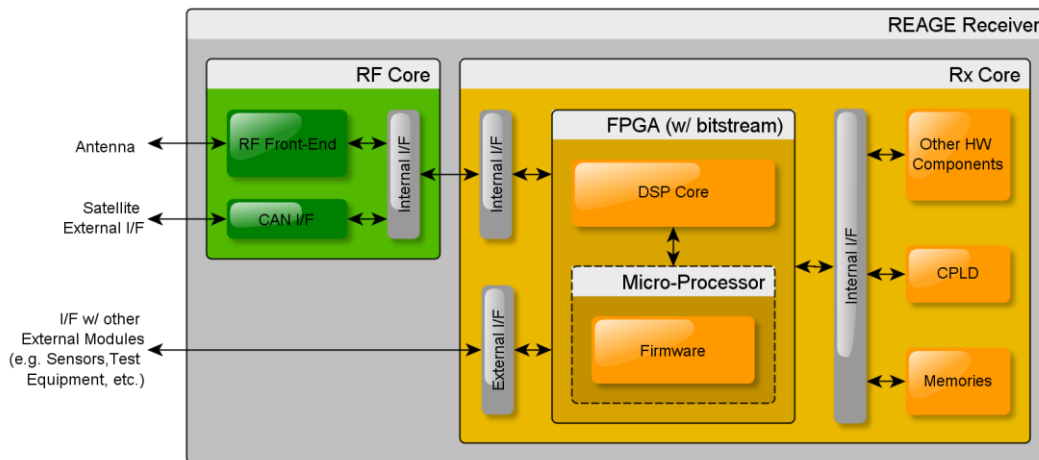 REAGE Receiver
RF Core
Rx Core
Antenna
RF Front-End
Internal I/F
Satellite
External I/F
CAN I/F
Internal I/F
FPGA (w/ bitstream)
DSP Core
Micro-Processor
Firmware
Internal I/F
Other HW
Components
CPLD
Memories
I/F w/ other
External Modules
(e.g. Sensors,Test
Equipment, etc.)
External I/F